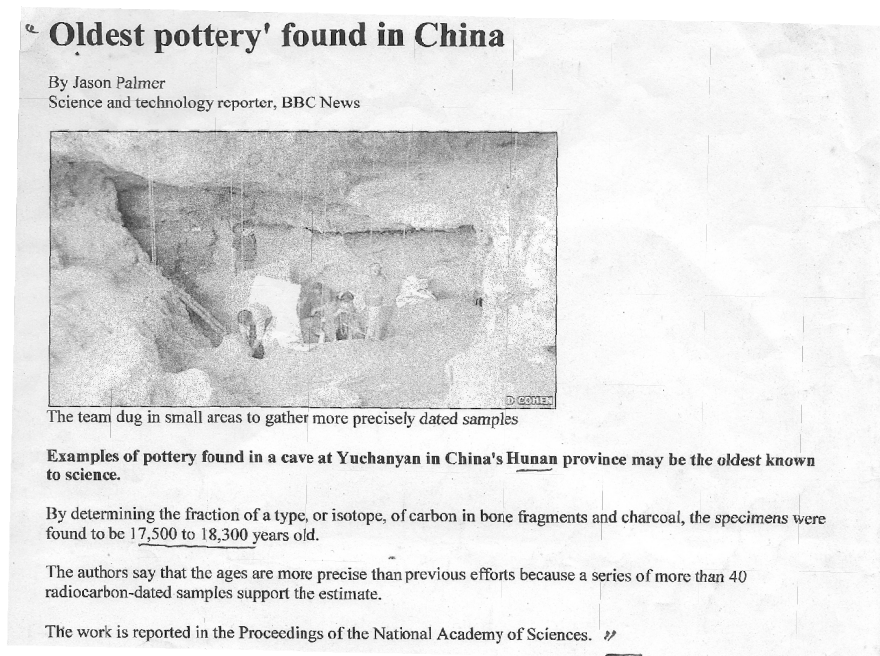 " Oldest pottery' found in China
By Jason Palmer
Science and technology reporter, BBC News
D COHEN
The team dug in small areas to gather more precisely dated samples
Examples of pottery found in a cave at Yuchanyan in China's Hunan province may be the oldest known
to science.
By determining the fraction of a type, or isotope, of carbon in bone fragments and charcoal, the specimens were
found to be 17,500 to 18,300 years old.
The authors say that the ages are more precise than previous efforts because a series of more than 40
radiocarbon-dated samples support the estimate.
The work is reported in the Proceedings of the National Academy of Sciences. "